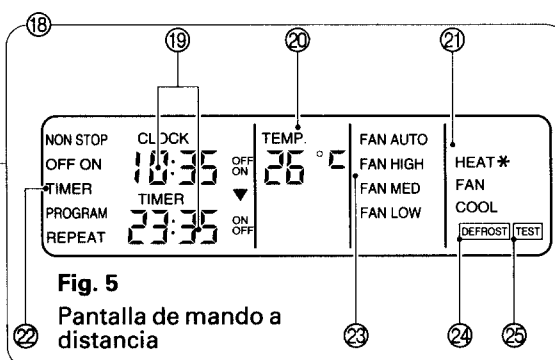 ⑱ ⑲ ⑳ ㉑
NON STOP CLOCK TEMP. FAN AUTO
OFF ON 10:35 OFF ON 26 °C FAN HIGH HEAT*
TIMER TIMER ▼ FAN MED FAN
PROGRAM 23:35 ON OFF FAN LOW COOL
REPEAT DEFROST TEST
Fig. 5
㉒ Pantalla de mando a ㉓ ㉔ ㉕
distancia